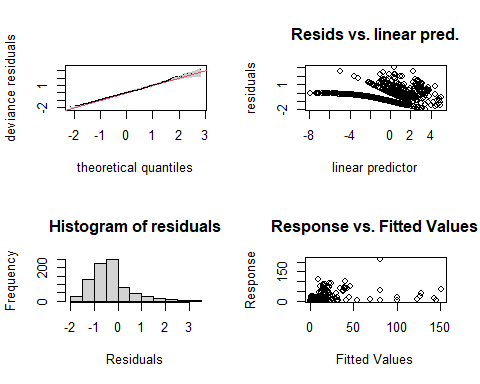 deviance residuals
-2 1
-2 -1 0 1 2 3
theoretical quantiles
Resids vs. linear pred.
residuals
-2 1
-8 -4 -2 0 2 4
linear predictor
Histogram of residuals
Frequency
0 200
-2 -1 0 1 2 3
Residuals
Response vs. Fitted Values
Response
0 150
0 50 100 150
Fitted Values